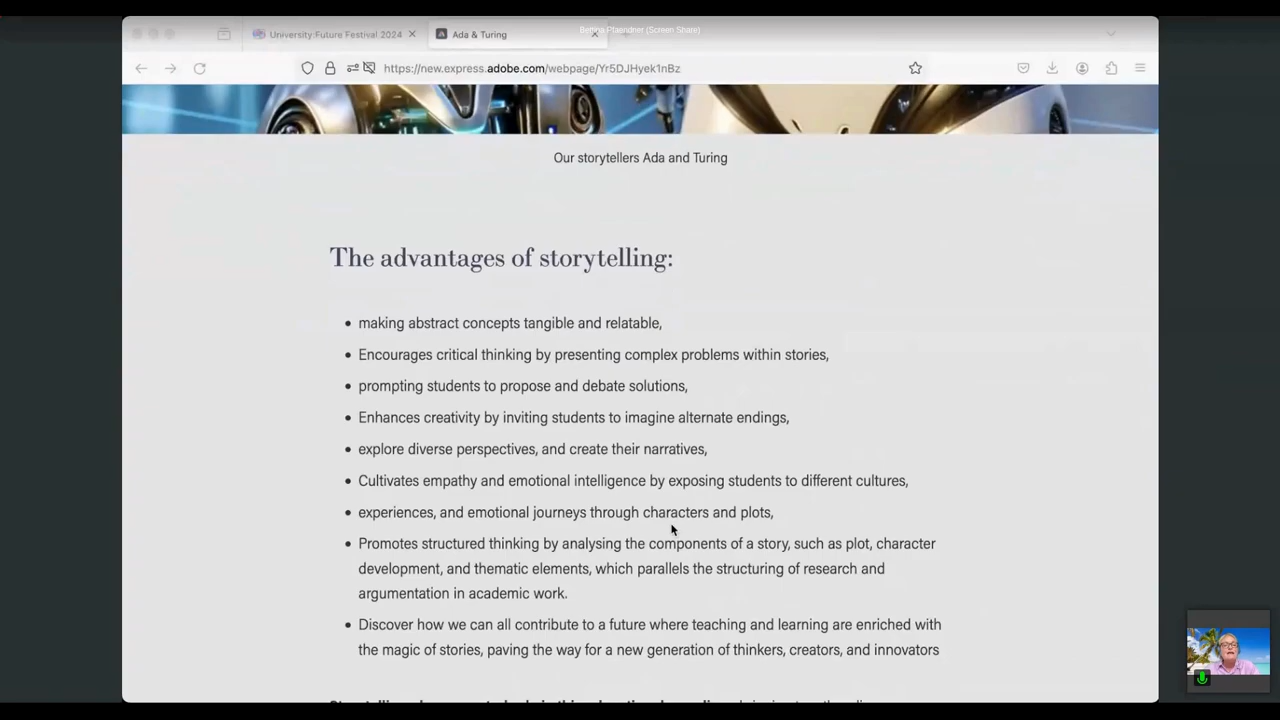 Bettina Pfaendner (Screen Share)
University:Future Festival 2024
Ada & Turing
https://new.express.adobe.com/webpage/Yr5DJHyek1nBz
Our storytellers Ada and Turing
The advantages of storytelling:
• making abstract concepts tangible and relatable,
• Encourages critical thinking by presenting complex problems within stories,
• prompting students to propose and debate solutions,
• Enhances creativity by inviting students to imagine alternate endings,
• explore diverse perspectives, and create their narratives,
• Cultivates empathy and emotional intelligence by exposing students to different cultures,
• experiences, and emotional journeys through characters and plots,
• Promotes structured thinking by analysing the components of a story, such as plot, character
development, and thematic elements, which parallels the structuring of research and
argumentation in academic work.
• Discover how we can all contribute to a future where teaching and learning are enriched with
the magic of stories, paving the way for a new generation of thinkers, creators, and innovators